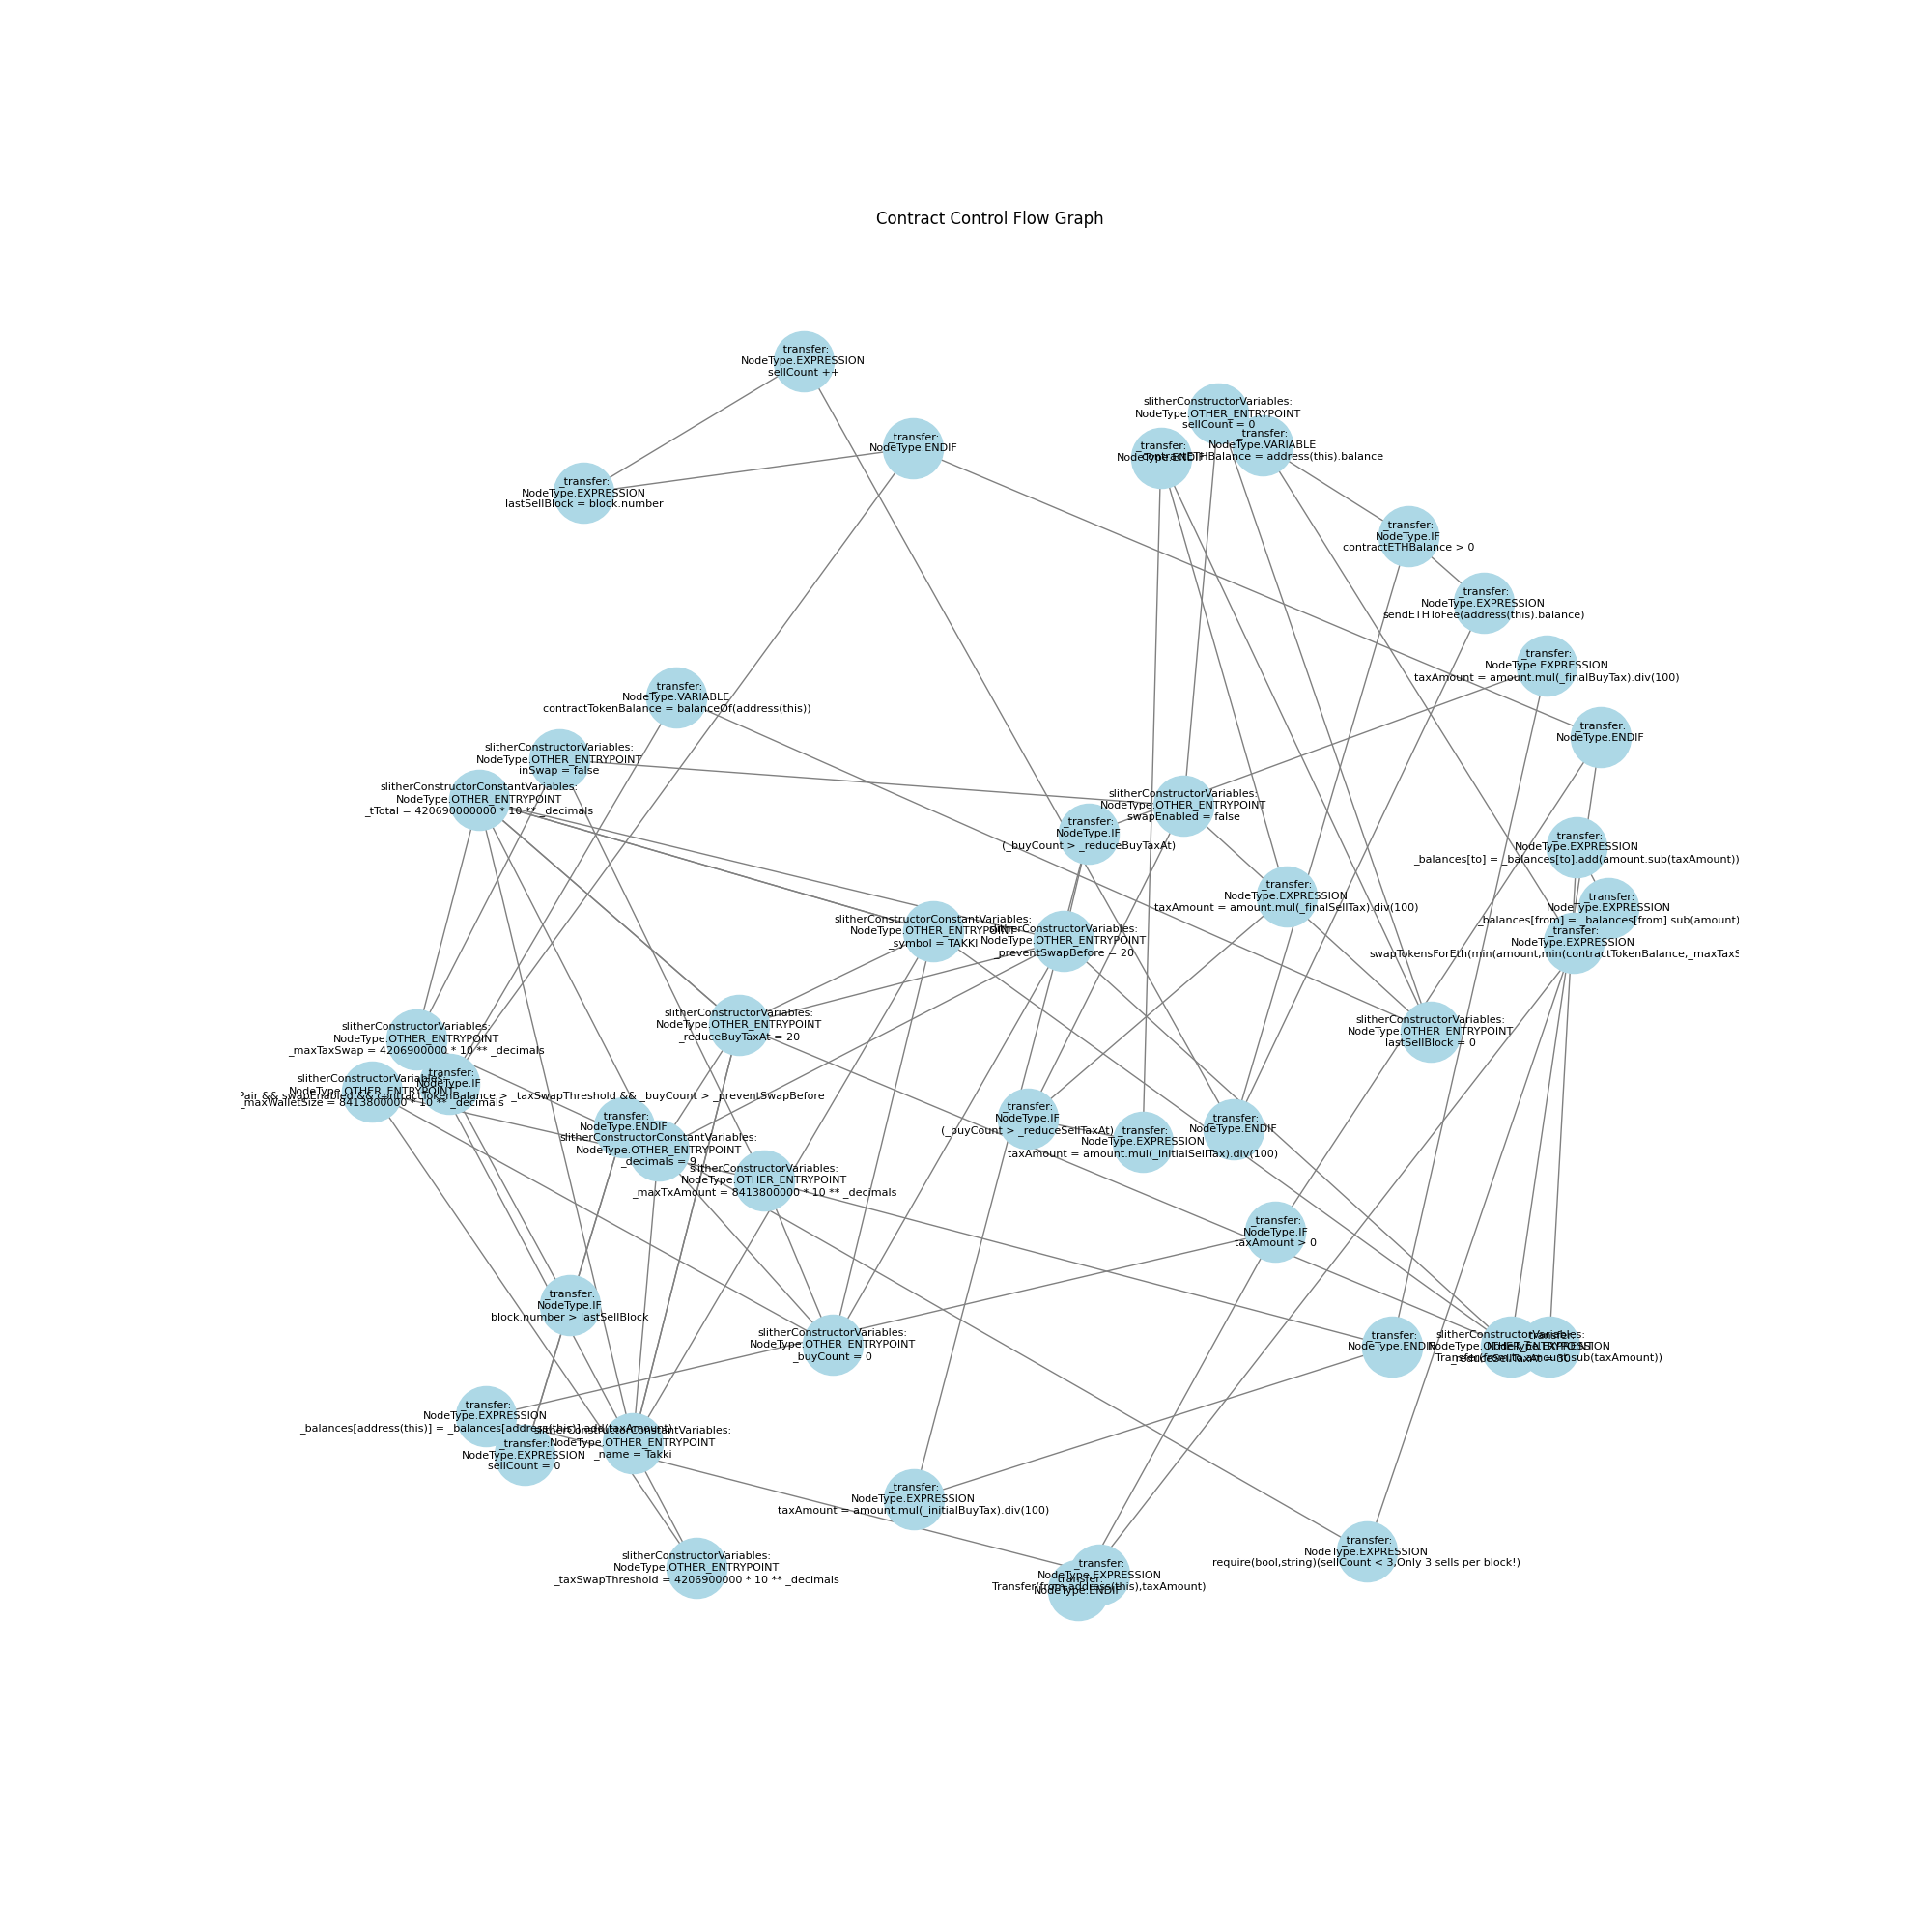 Contract Control Flow Graph
_transfer:
NodeType.EXPRESSION
sellCount ++
_transfer:
NodeType.ENDIF
_transfer:
NodeType.EXPRESSION
lastSellBlock = block.number
slitherConstructorVariables:
NodeType.OTHER_ENTRYPOINT
sellCount = 0
_transfer:
NodeType.VARIABLE
contractETHBalance = address(this).balance
_transfer:
NodeType.ENDIF
_transfer:
NodeType.IF
contractETHBalance > 0
_transfer:
NodeType.EXPRESSION
sendETHToFee(address(this).balance)
_transfer:
NodeType.EXPRESSION
taxAmount = amount.mul(_finalBuyTax).div(100)
_transfer:
NodeType.VARIABLE
contractTokenBalance = balanceOf(address(this))
_transfer:
NodeType.ENDIF
slitherConstructorVariables:
NodeType.OTHER_ENTRYPOINT
inSwap = false
slitherConstructorConstantVariables:
NodeType.OTHER_ENTRYPOINT
_tTotal = 420690000000 * 10 ** _decimals
slitherConstructorVariables:
NodeType.OTHER_ENTRYPOINT
swapEnabled = false
_transfer:
NodeType.IF
(_buyCount > _reduceBuyTaxAt)
_transfer:
NodeType.EXPRESSION
_balances[to] = _balances[to].add(amount.sub(taxAmount))
_transfer:
NodeType.EXPRESSION
taxAmount = amount.mul(_finalSellTax).div(100)
_transfer:
NodeType.EXPRESSION
_balances[from] = _balances[from].sub(amount)
slitherConstructorConstantVariables:
NodeType.OTHER_ENTRYPOINT
_symbol = TAKKI
slitherConstructorVariables:
NodeType.OTHER_ENTRYPOINT
_preventSwapBefore = 20
_transfer:
NodeType.EXPRESSION
swapTokensForEth(min(amount,min(contractTokenBalance,_maxTaxS
slitherConstructorVariables:
NodeType.OTHER_ENTRYPOINT
_reduceBuyTaxAt = 20
slitherConstructorVariables:
NodeType.OTHER_ENTRYPOINT
lastSellBlock = 0
slitherConstructorVariables:
NodeType.OTHER_ENTRYPOINT
_maxTaxSwap = 4206900000 * 10 ** _decimals
slitherConstructorVariables:
NodeType.OTHER_ENTRYPOINT
_maxWalletSize = 8413800000 * 10 ** _decimals
_transfer:
NodeType.IF
Pair && swapEnabled && contractTokenBalance > _taxSwapThreshold && _buyCount > _preventSwapBefore
_transfer:
NodeType.ENDIF
slitherConstructorConstantVariables:
NodeType.OTHER_ENTRYPOINT
_decimals = 9
slitherConstructorVariables:
NodeType.OTHER_ENTRYPOINT
_maxTxAmount = 8413800000 * 10 ** _decimals
_transfer:
NodeType.IF
(_buyCount > _reduceSellTaxAt)
_transfer:
NodeType.EXPRESSION
taxAmount = amount.mul(_initialSellTax).div(100)
_transfer:
NodeType.ENDIF
_transfer:
NodeType.IF
taxAmount > 0
_transfer:
NodeType.IF
block.number > lastSellBlock
slitherConstructorVariables:
NodeType.OTHER_ENTRYPOINT
_buyCount = 0
_transfer:
NodeType.ENDIF
slitherConstructorVariables:
NodeType.OTHER_ENTRYPOINT
_reduceSellTaxAt = 30
_transfer:
NodeType.EXPRESSION
Transfer(from,to,amount.sub(taxAmount))
_transfer:
NodeType.EXPRESSION
_balances[address(this)] = _balances[address(this)].add(taxAmount)
slitherConstructorConstantVariables:
NodeType.OTHER_ENTRYPOINT
_name = Takki
_transfer:
NodeType.EXPRESSION
sellCount = 0
_transfer:
NodeType.EXPRESSION
taxAmount = amount.mul(_initialBuyTax).div(100)
_transfer:
NodeType.EXPRESSION
require(bool,string)(sellCount < 3,Only 3 sells per block!)
slitherConstructorVariables:
NodeType.OTHER_ENTRYPOINT
_taxSwapThreshold = 4206900000 * 10 ** _decimals
_transfer:
NodeType.EXPRESSION
Transfer(from,address(this),taxAmount)
_transfer:
NodeType.ENDIF